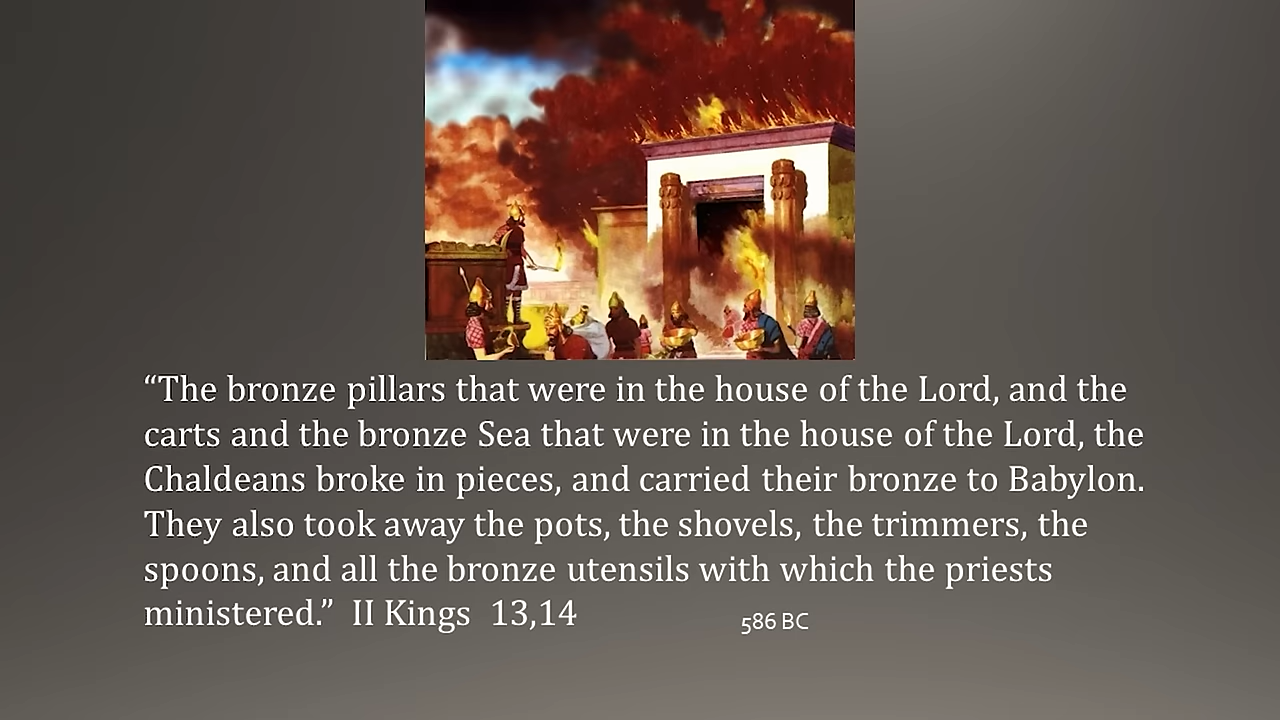 “The bronze pillars that were in the house of the Lord, and the
carts and the bronze Sea that were in the house of the Lord, the
Chaldeans broke in pieces, and carried their bronze to Babylon.
They also took away the pots, the shovels, the trimmers, the
spoons, and all the bronze utensils with which the priests
ministered.”  II Kings  13,14
586 BC